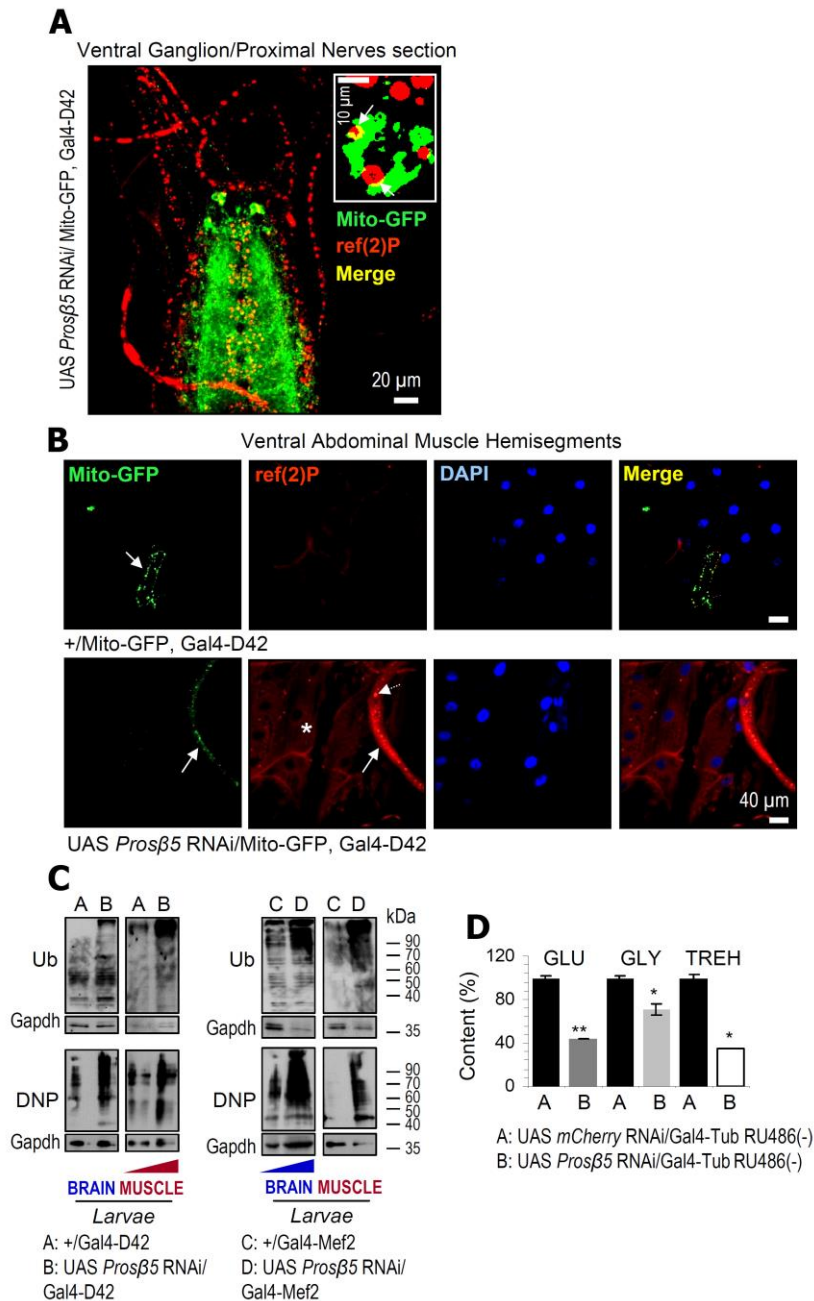 A
Ventral Ganglion/Proximal Nerves section
UAS Prosβ5 RNAi/ Mito-GFP, Gal4-D42
10 µm
Mito-GFP
ref(2)P
Merge
20 µm
B
Ventral Abdominal Muscle Hemisegments
Mito-GFP
ref(2)P
DAPI
Merge
+/Mito-GFP, Gal4-D42
*
40 µm
UAS Prosβ5 RNAi/Mito-GFP, Gal4-D42
C
A B A B C D C D kDa
Ub
90
70
60
50
40
Gapdh Gapdh 35
DNP
90
70
60
50
40
Gapdh Gapdh 35
Ub
DNP
BRAIN MUSCLE BRAIN MUSCLE
Larvae Larvae
A: +/Gal4-D42
B: UAS Prosβ5 RNAi/
Gal4-D42
C: +/Gal4-Mef2
D: UAS Prosβ5 RNAi/
Gal4-Mef2
D
GLU GLY TREH
Content (%)
120
80
40
0
** * *
A B A B A B
A: UAS mCherry RNAi/Gal4-Tub RU486(-)
B: UAS Prosβ5 RNAi/Gal4-Tub RU486(-)